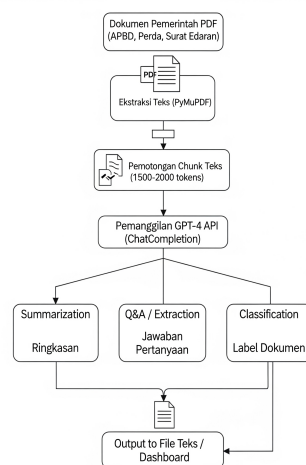 Dokumen Pemerintah PDF
(APBD, Perda, Surat Edaran)
PDF
Ekstraksi Teks (PyMuPDF)
Pemotongan Chunk Teks
(1500-2000 tokens)
Pemanggilan GPT-4 API
(ChatCompletion)
Summarization
Ringkasan
Q&A / Extraction
Jawaban
Pertanyaan
Classification
Label Dokumen
Output to File Teks /
Dashboard